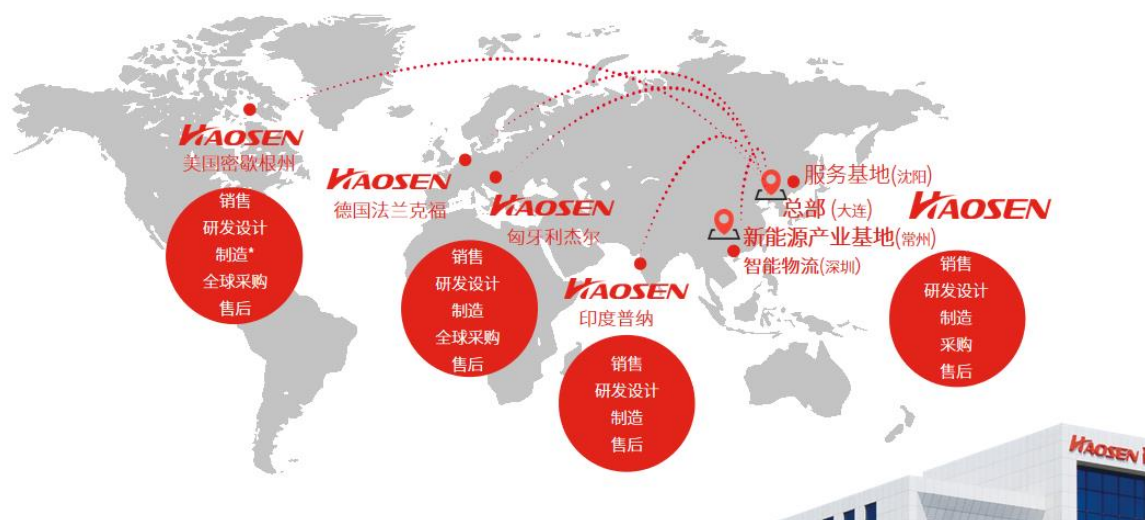 HAOSEN
美国密歇根州
销售
研发设计
制造*
全球采购
售后
HAOSEN
德国法兰克福
HAOSEN
匈牙利杰尔
销售
研发设计
制造
全球采购
售后
HAOSEN
印度普纳
销售
研发设计
制造
售后
服务基地(沈阳)
总部 (大连)
新能源产业基地(常州)
智能物流(深圳)
HAOSEN
销售
研发设计
制造
采购
售后
HAOSEN